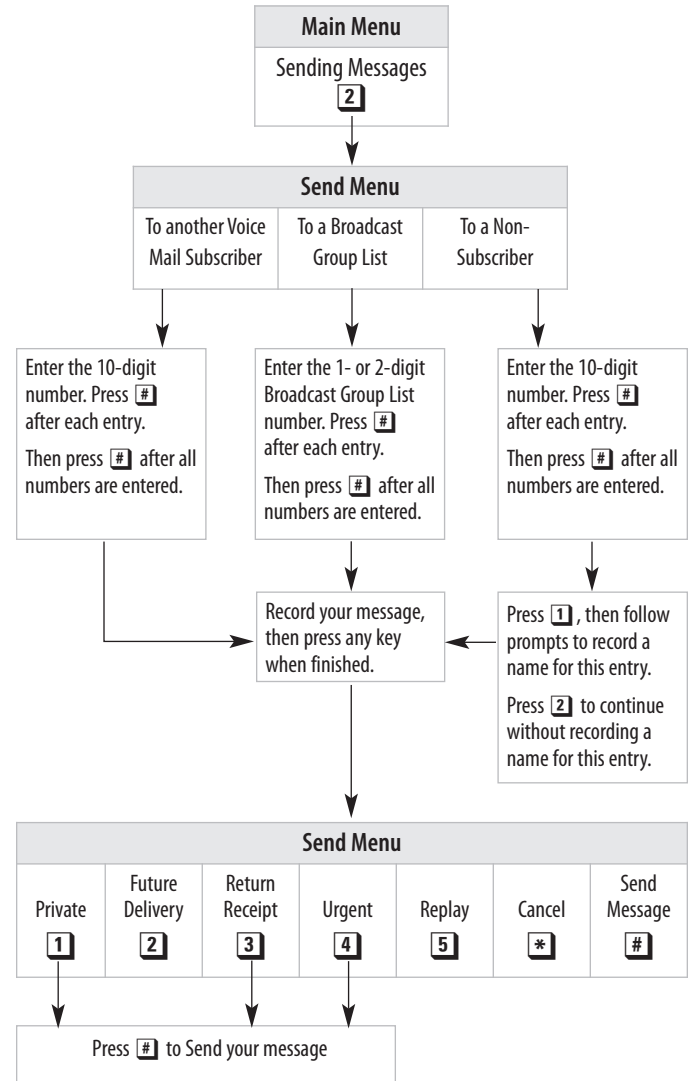 Main Menu
Sending Messages
2
Send Menu
To another Voice
Mail Subscriber
To a Broadcast
Group List
To a Non-
Subscriber
Enter the 10-digit
number. Press #
after each entry.
Then press # after all
numbers are entered.
Enter the 1- or 2-digit
Broadcast Group List
number. Press #
after each entry.
Then press # after all
numbers are entered.
Enter the 10-digit
number. Press #
after each entry.
Then press # after all
numbers are entered.
Record your message,
then press any key
when finished.
Press 1 , then follow
prompts to record a
name for this entry.
Press 2 to continue
without recording a
name for this entry.
Send Menu
Private
1
Future
Delivery
2
Return
Receipt
3
Urgent
4
Replay
5
Cancel
*
Send
Message
#
Press # to Send your message